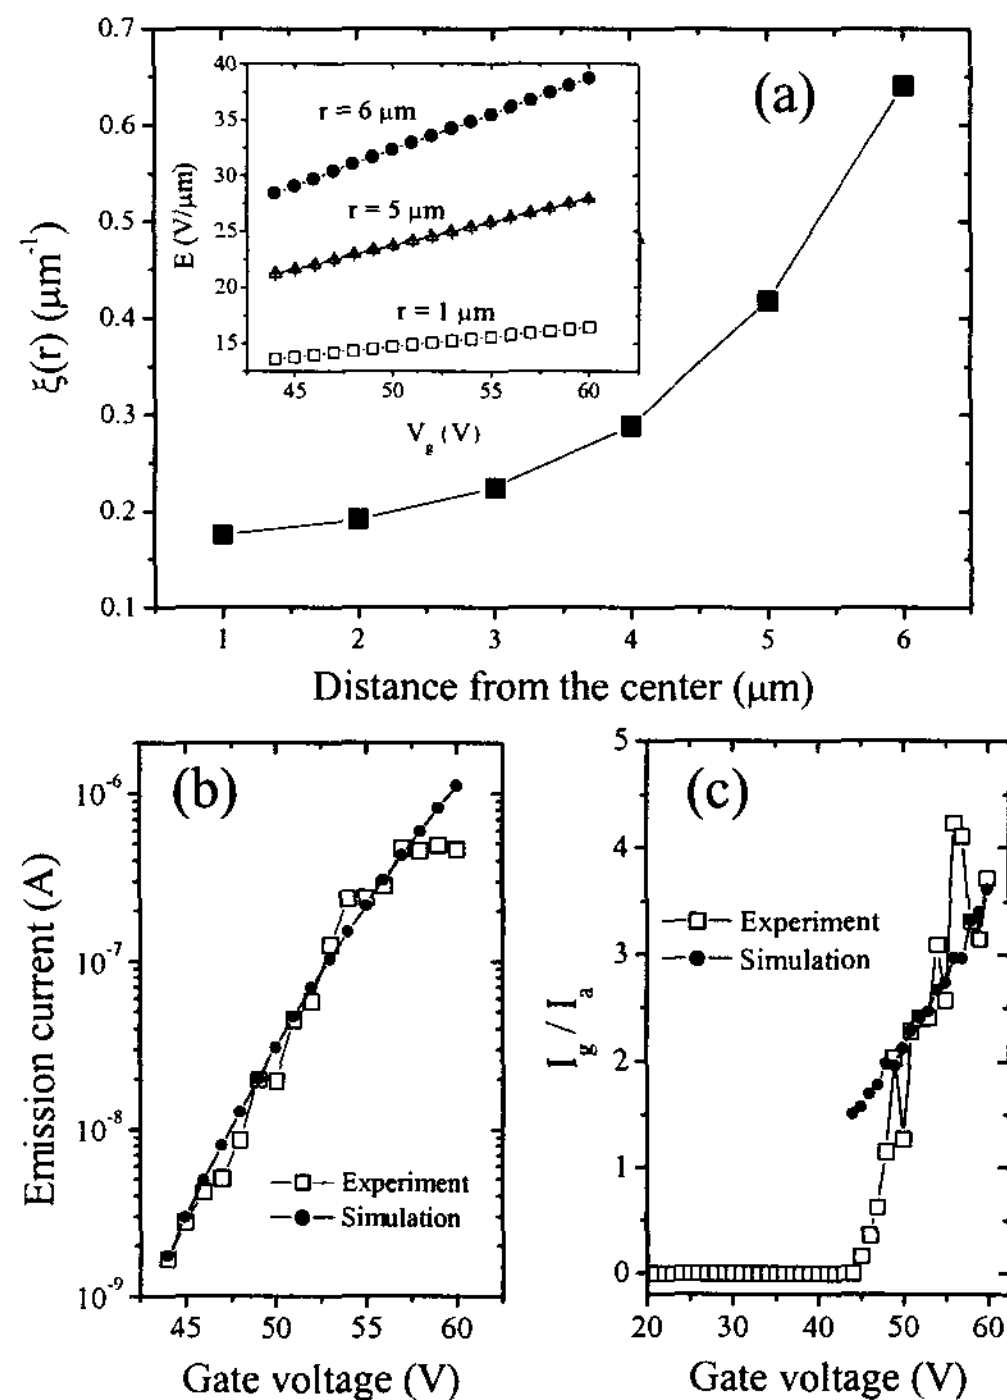 0.7
0.6
0.5
0.4
0.3
0.2
0.1
ξ(r) (μm⁻¹)
(a)
40
35
30
25
21
15
E (V/μm)
r = 6 μm
r = 5 μm
r = 1 μm
45 50 55 60
V_g (V)
1 2 3 4 5 6
Distance from the center (μm)
(b)
10⁻⁶
10⁻⁷
10⁻⁸
10⁻⁹
Emission current (A)
Experiment
Simulation
45 50 55 60
Gate voltage (V)
(c)
5
4
3
2
1
0
I_g / I_a
Experiment
Simulation
20 30 40 50 60
Gate voltage (V)